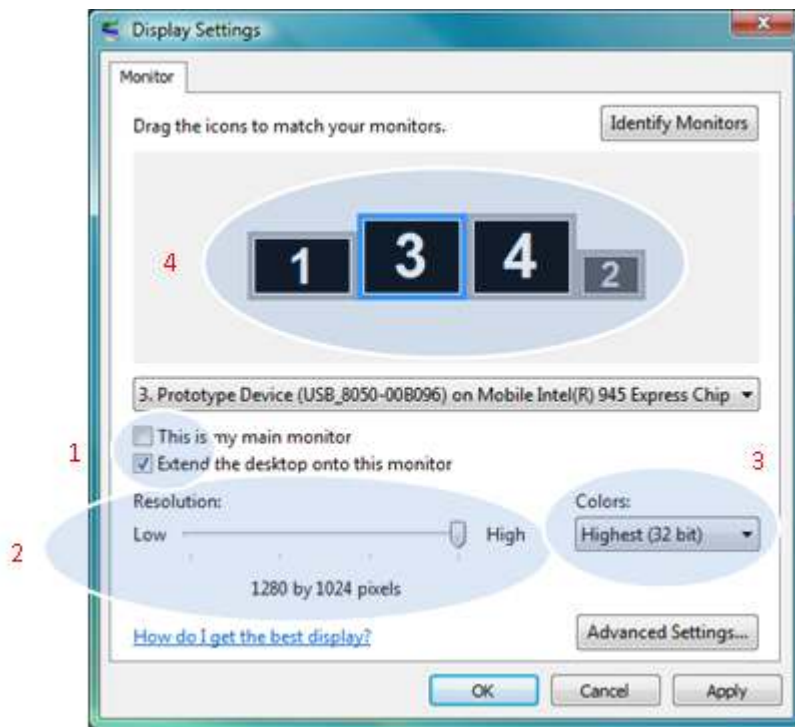 Display Settings
Monitor
Drag the icons to match your monitors.
Identify Monitors
4
1
3
4
2
3. Prototype Device (USB_8050-00B096) on Mobile Intel(R) 945 Express Chip
1
This is my main monitor
Extend the desktop onto this monitor
3
Resolution:
Colors:
2
Low
High
Highest (32 bit)
1280 by 1024 pixels
How do I get the best display?
Advanced Settings...
OK
Cancel
Apply